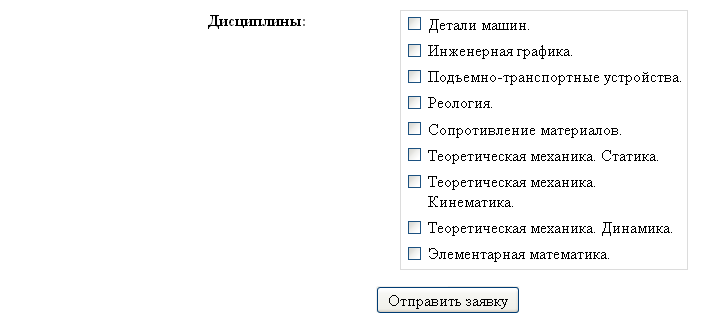 Дисциплины:
Детали машин.
Инженерная графика.
Подъемно-транспортные устройства.
Реология.
Сопротивление материалов.
Теоретическая механика. Статика.
Теоретическая механика.
Кинематика.
Теоретическая механика. Динамика.
Элементарная математика.
Отправить заявку